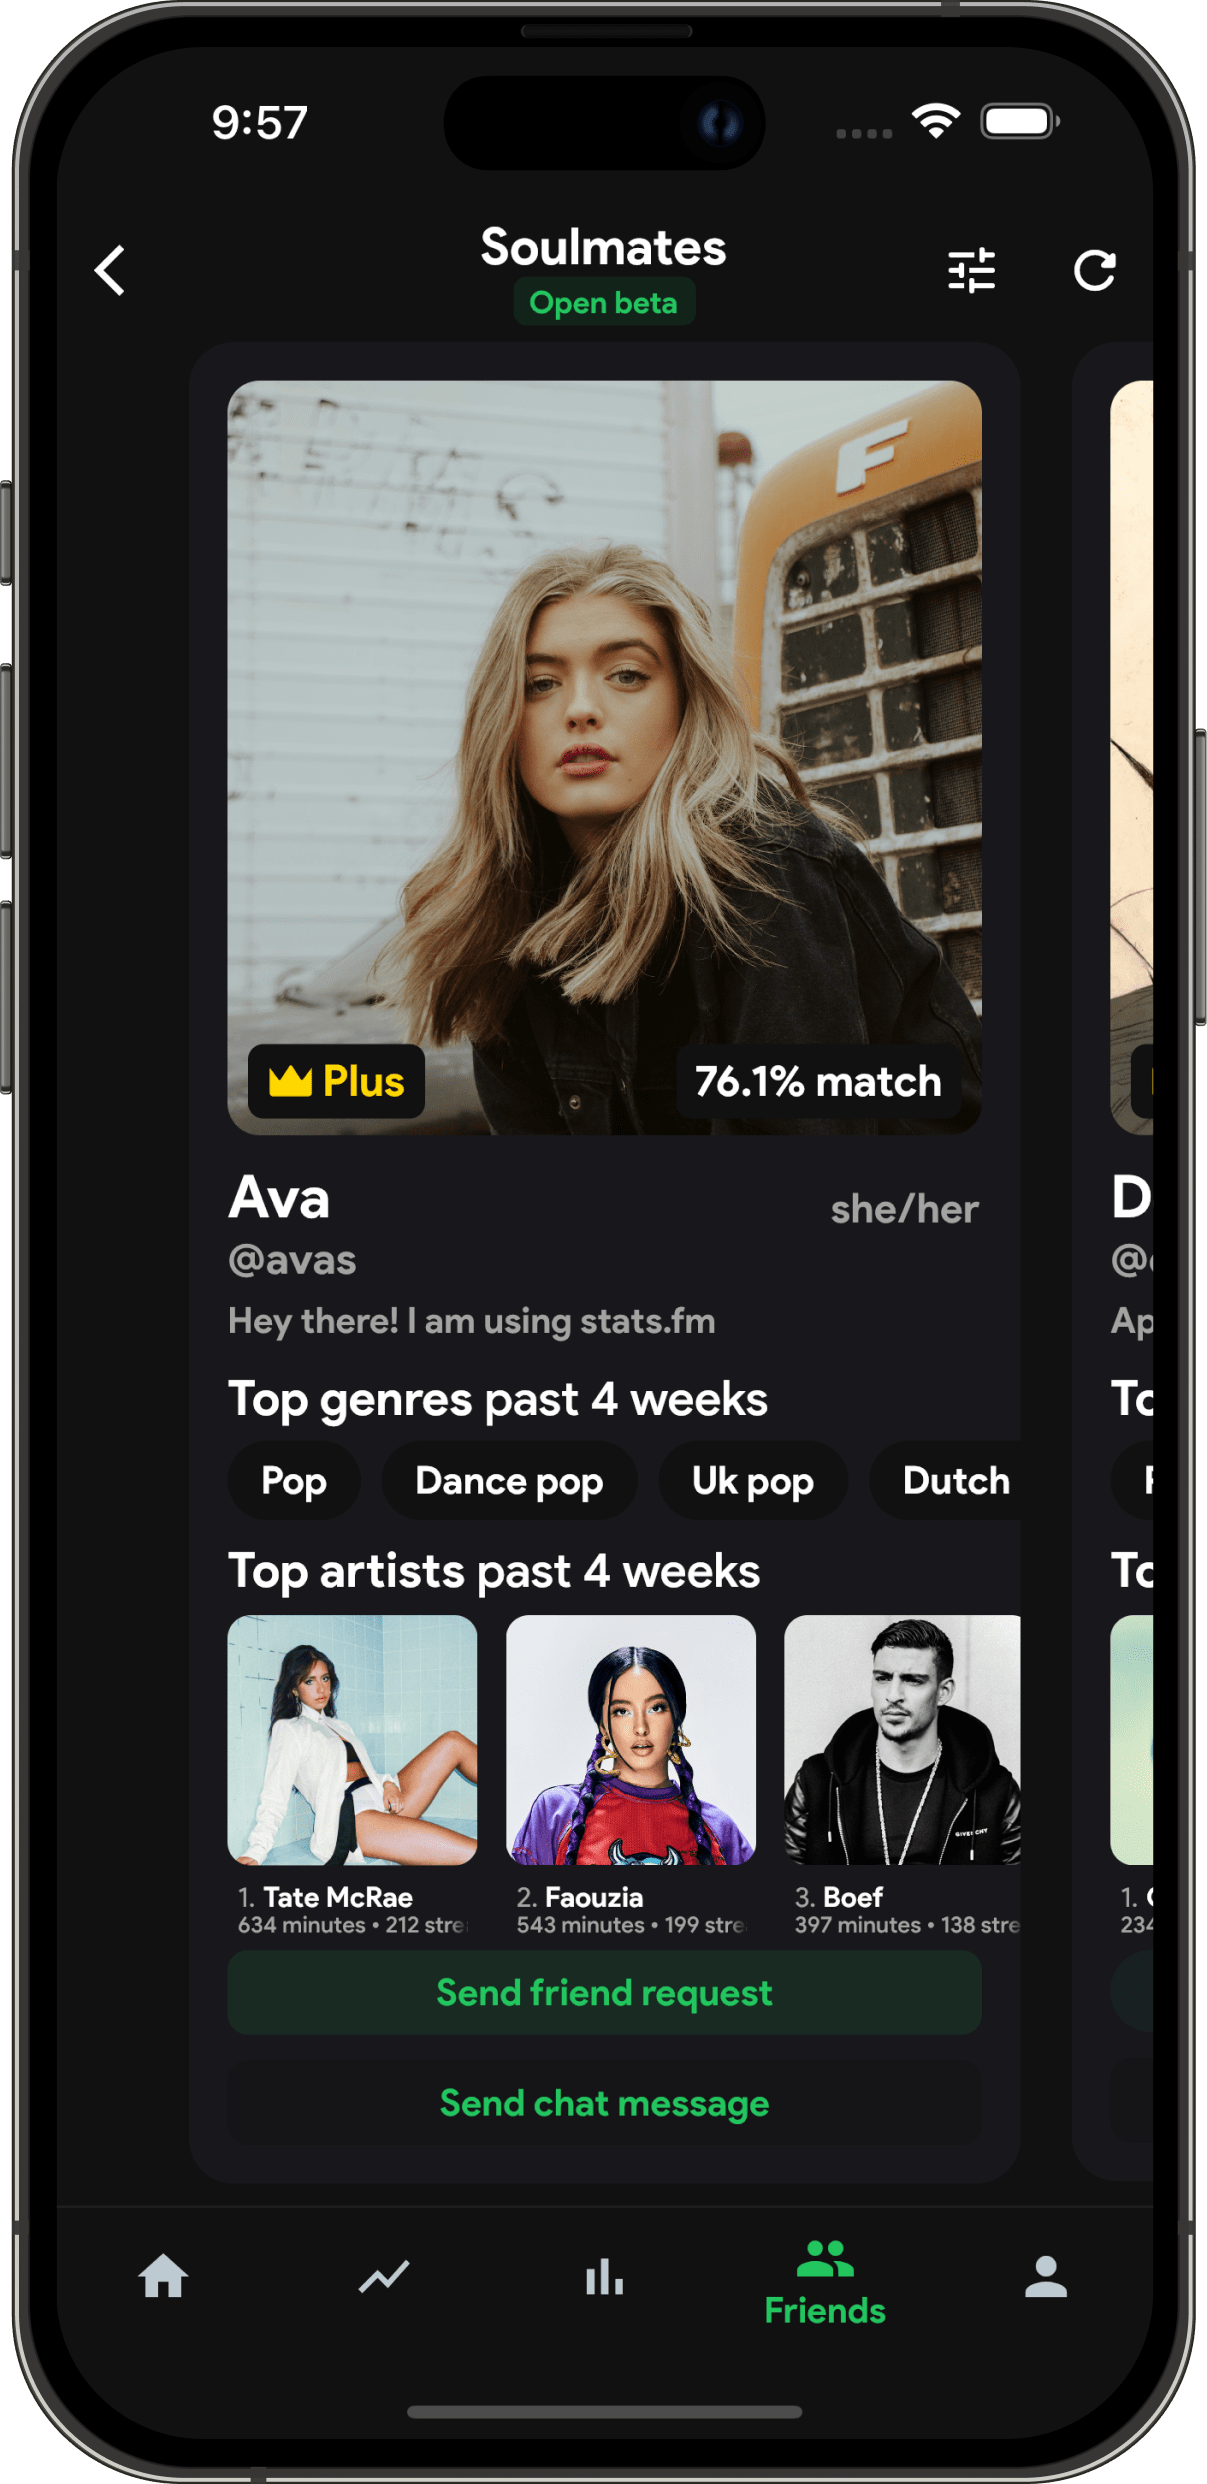 9:57
Soulmates
Open beta
F
Plus
76.1% match
Ava
she/her
@avas
Hey there! I am using stats.fm
Top genres past 4 weeks
Pop Dance pop Uk pop Dutch
Top artists past 4 weeks
GIVENCHY
1. Tate McRae
634 minutes • 212 stre
2. Faouzia
543 minutes • 199 stre
3. Boef
397 minutes • 138 stre
Send friend request
Send chat message
D
@
Ap
To
To
1.
234
Friends